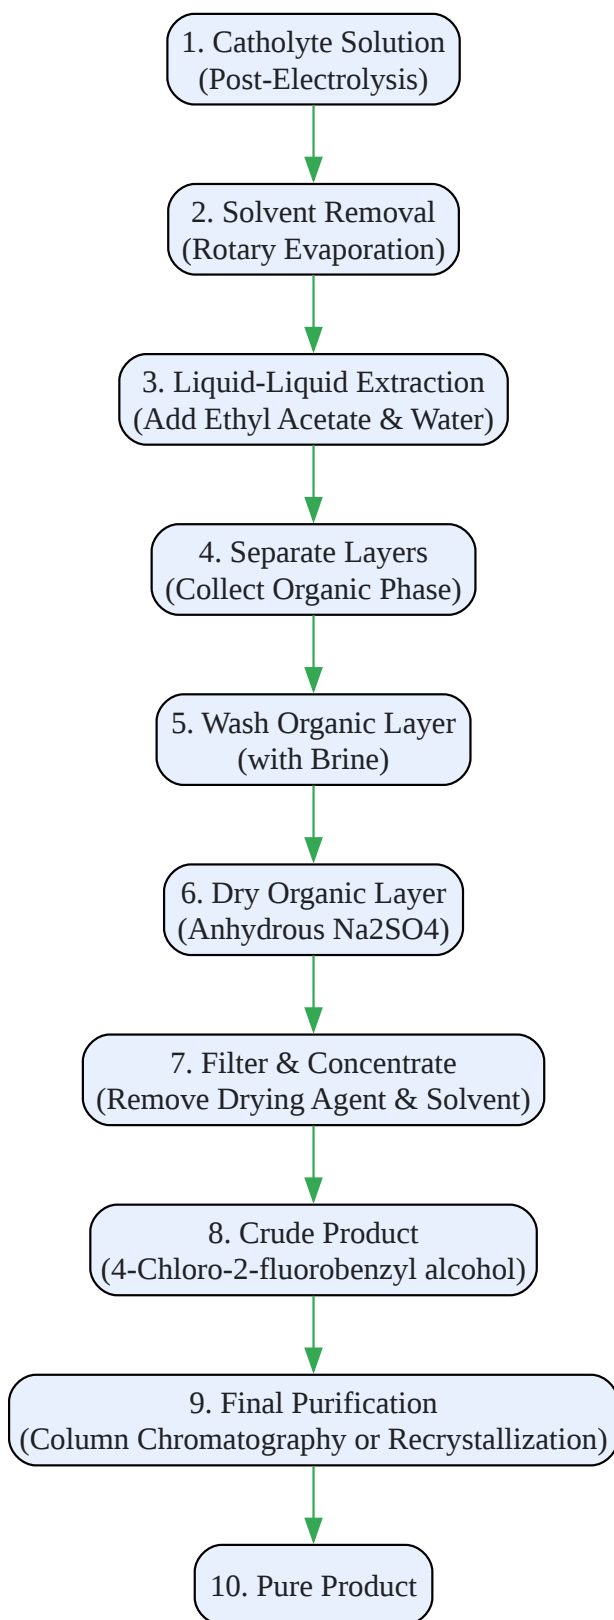 1. Catholyte Solution
(Post-Electrolysis)
2. Solvent Removal
(Rotary Evaporation)
3. Liquid-Liquid Extraction
(Add Ethyl Acetate & Water)
4. Separate Layers
(Collect Organic Phase)
5. Wash Organic Layer
(with Brine)
6. Dry Organic Layer
(Anhydrous Na2SO4)
7. Filter & Concentrate
(Remove Drying Agent & Solvent)
8. Crude Product
(4-Chloro-2-fluorobenzyl alcohol)
9. Final Purification
(Column Chromatography or Recrystallization)
10. Pure Product